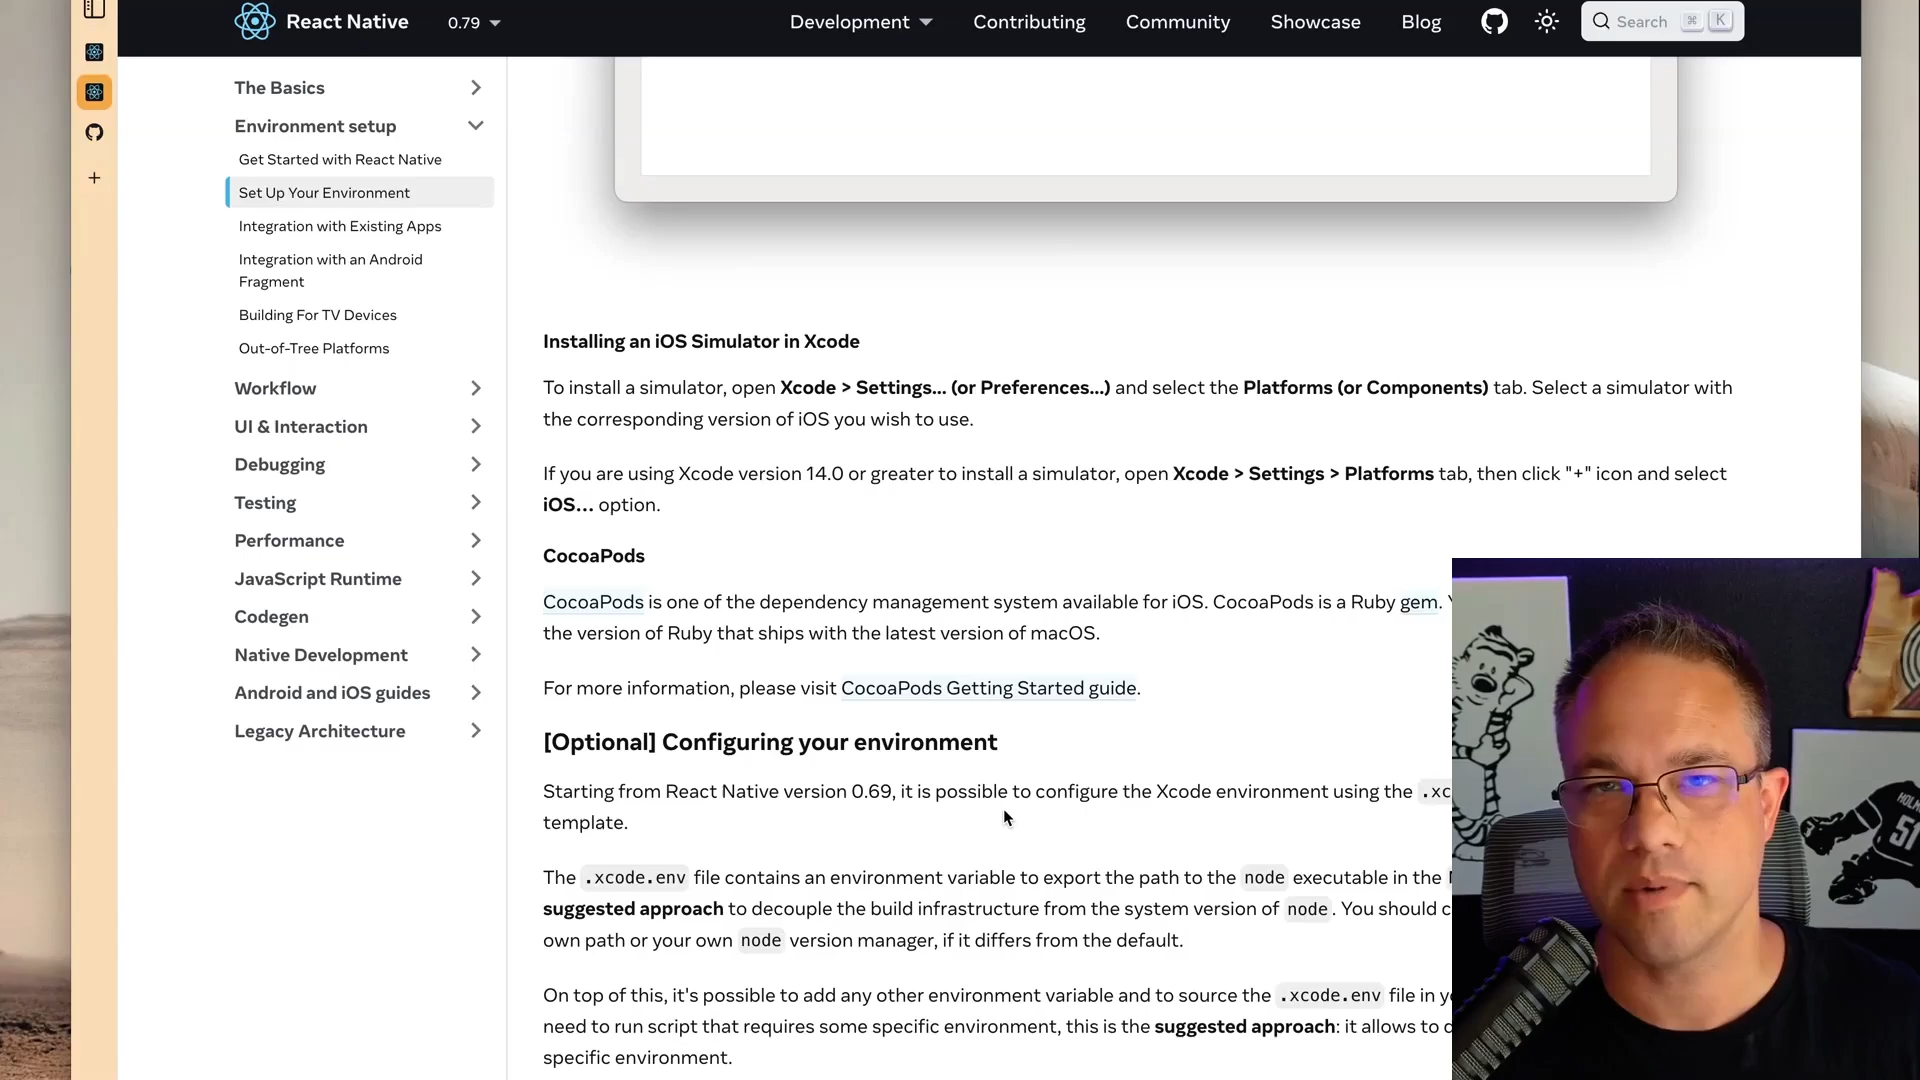 React Native
0.79
Development
Contributing
Community
Showcase
Blog
Search
⌘ K
The Basics
Environment setup
Get Started with React Native
Set Up Your Environment
Integration with Existing Apps
Integration with an Android
Fragment
Building For TV Devices
Out-of-Tree Platforms
Workflow
UI & Interaction
Debugging
Testing
Performance
JavaScript Runtime
Codegen
Native Development
Android and iOS guides
Legacy Architecture
Installing an iOS Simulator in Xcode
To install a simulator, open Xcode > Settings... (or Preferences...) and select the Platforms (or Components) tab. Select a simulator with
the corresponding version of iOS you wish to use.
If you are using Xcode version 14.0 or greater to install a simulator, open Xcode > Settings > Platforms tab, then click "+" icon and select
iOS... option.
CocoaPods
CocoaPods is one of the dependency management system available for iOS. CocoaPods is a Ruby gem.
the version of Ruby that ships with the latest version of macOS.
For more information, please visit CocoaPods Getting Started guide.
[Optional] Configuring your environment
Starting from React Native version 0.69, it is possible to configure the Xcode environment using the .xc
template.
The .xcode.env file contains an environment variable to export the path to the node executable in the
suggested approach to decouple the build infrastructure from the system version of node. You should c
own path or your own node version manager, if it differs from the default.
On top of this, it's possible to add any other environment variable and to source the .xcode.env file in
need to run script that requires some specific environment, this is the suggested approach: it allows to
specific environment.
HOLM
51